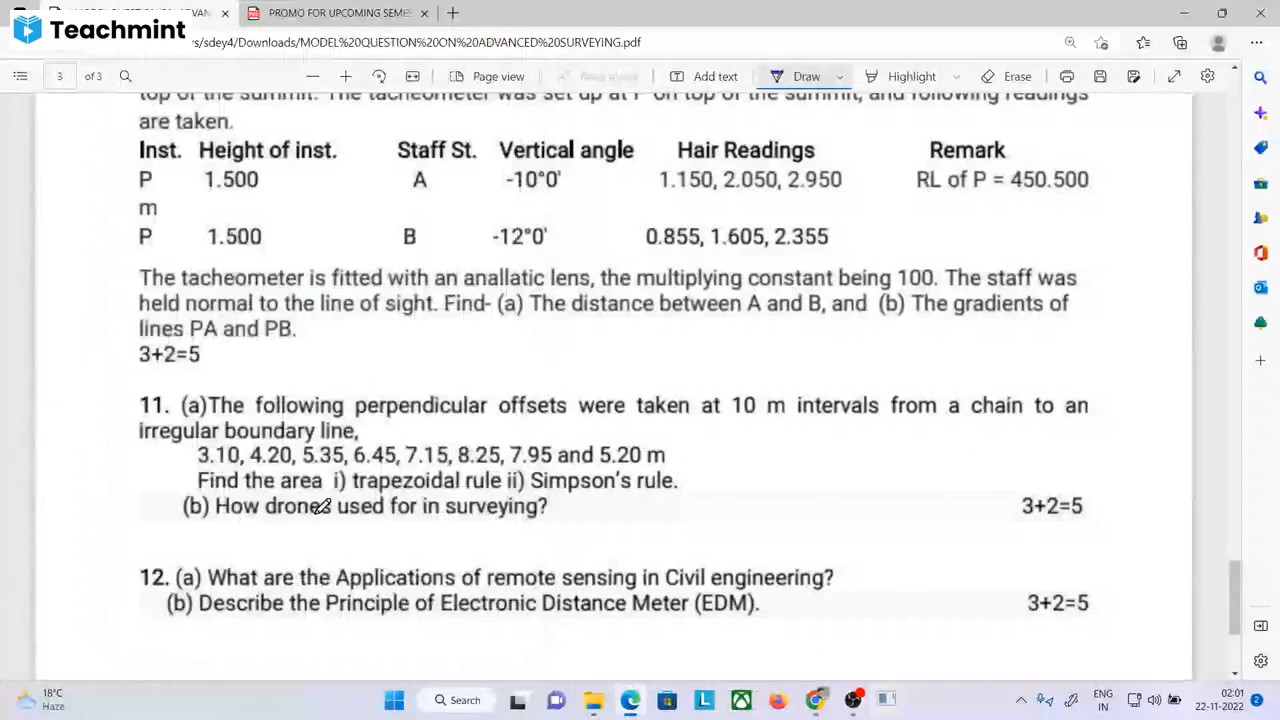 Teachmint
PROMO FOR UPCOMING SEMES
s/sdey4/Downloads/MODEL%20QUESTION%20ON%20ADVANCED%20SURVEYING.pdf
3 of 3 Page view Read aloud Add text Draw Highlight Erase
top of the summit. The tacheometer was set up at P on top of the summit, and following readings
are taken.
Inst. Height of inst. Staff St. Vertical angle Hair Readings Remark
P 1.500 A -10°0' 1.150, 2.050, 2.950 RL of P = 450.500
m
P 1.500 B -12°0' 0.855, 1.605, 2.355
The tacheometer is fitted with an anallatic lens, the multiplying constant being 100. The staff was
held normal to the line of sight. Find- (a) The distance between A and B, and (b) The gradients of
lines PA and PB.
3+2=5
11. (a)The following perpendicular offsets were taken at 10 m intervals from a chain to an
irregular boundary line,
3.10, 4.20, 5.35, 6.45, 7.15, 8.25, 7.95 and 5.20 m
Find the area i) trapezoidal rule ii) Simpson's rule.
(b) How drones used for in surveying? 3+2=5
12. (a) What are the Applications of remote sensing in Civil engineering?
(b) Describe the Principle of Electronic Distance Meter (EDM). 3+2=5
18°C
Haze
Search
ENG
IN
02:01
22-11-2022